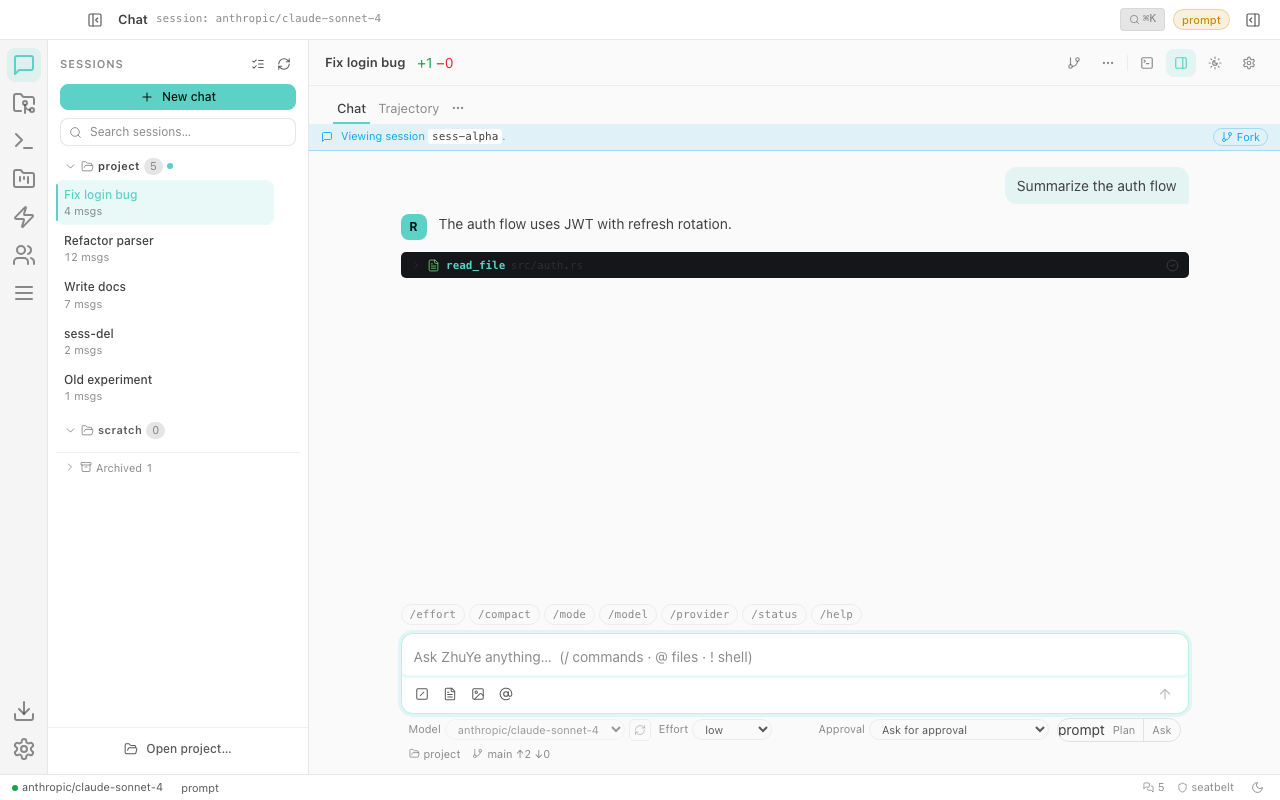 Chat session: anthropic/claude-sonnet-4
⌘K
prompt
SESSIONS
New chat
Search sessions...
project 5
Fix login bug
4 msgs
Refactor parser
12 msgs
Write docs
7 msgs
sess-del
2 msgs
Old experiment
1 msgs
scratch 0
Archived 1
Open project...
Fix login bug +1 −0
Chat Trajectory
Viewing session sess-alpha.
Fork
Summarize the auth flow
R The auth flow uses JWT with refresh rotation.
read_file src/auth.rs
/effort /compact /mode /model /provider /status /help
Ask ZhuYe anything... (/ commands · @ files · ! shell)
Model anthropic/claude-sonnet-4 Effort low Approval Ask for approval prompt Plan Ask
project main ↑2 ↓0
anthropic/claude-sonnet-4 prompt 5 seatbelt